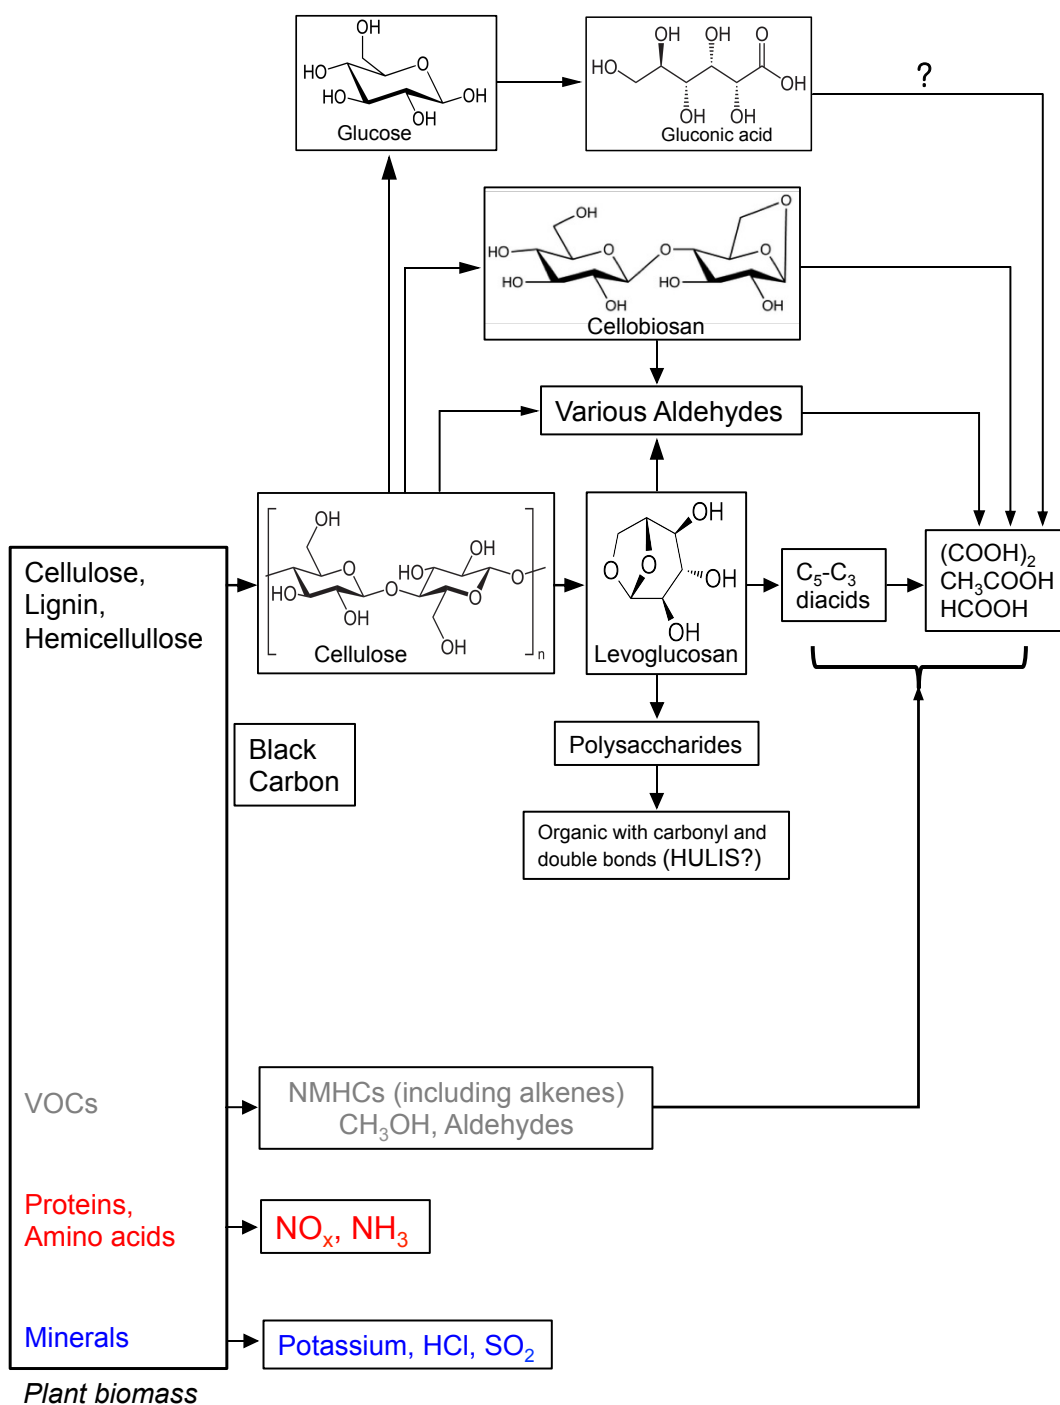 OH
O
HO
HO
OH
OH
Glucose
OH
OH
O
HO
OH
OH
OH
Gluconic acid
?
OH
O
HO
HO
OH
O
O
O
HO
OH
Cellobiosan
Various Aldehydes
OH
O
HO
OH
O
OH
HO
O
OH
O
n
Cellulose
OH
O
O
OH
OH
Levoglucosan
C5-C3
diacids
(COOH)2
CH3COOH
HCOOH
Cellulose,
Lignin,
Hemicellullose
Black
Carbon
Polysaccharides
Organic with carbonyl and
double bonds (HULIS?)
VOCs
NMHCs (including alkenes)
CH3OH, Aldehydes
Proteins,
Amino acids
NOx, NH3
Minerals
Potassium, HCl, SO2
Plant biomass